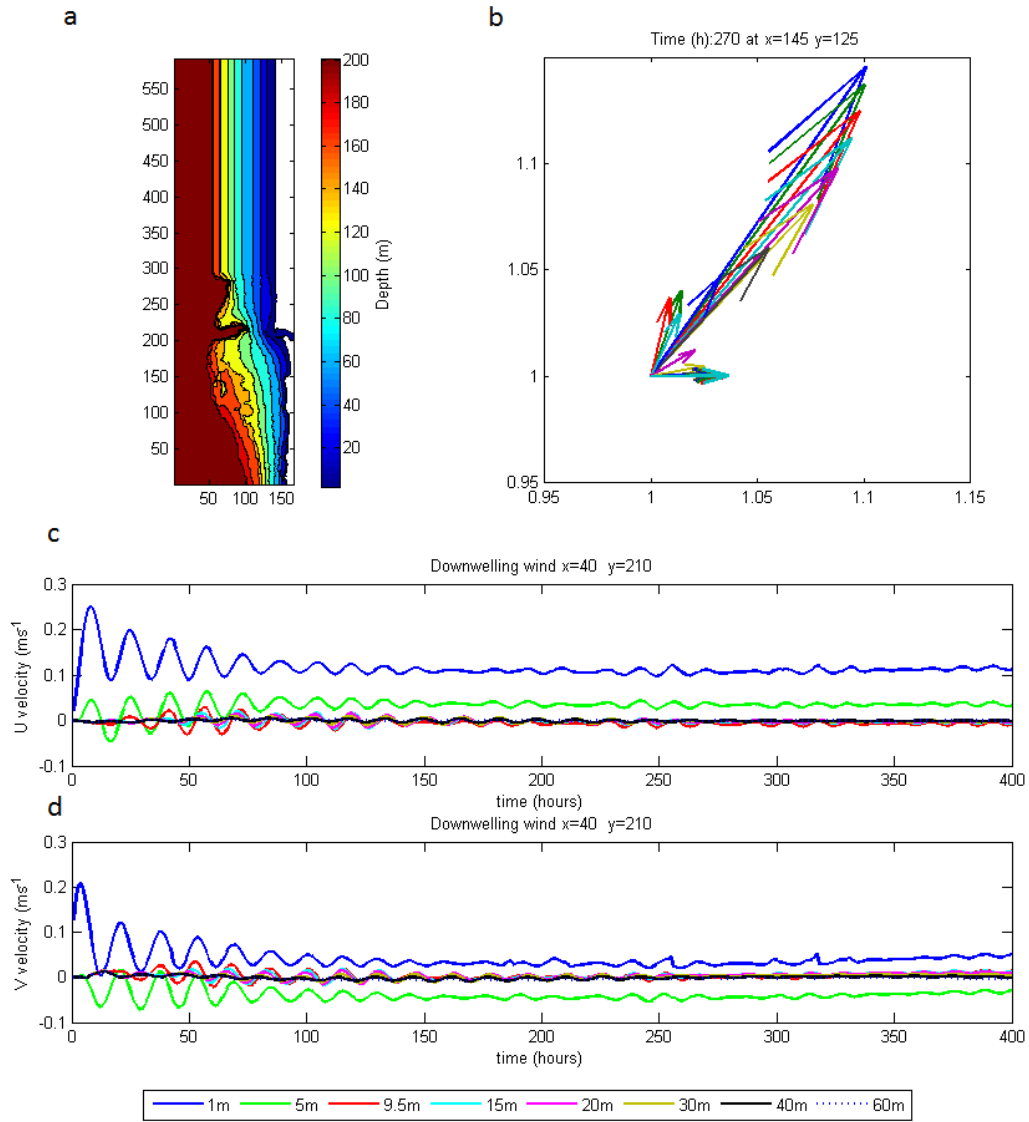 a
b
550
500
450
400
350
300
250
200
150
100
50
50 100 150
200
180
160
140
120
100
80
60
40
20
Depth (m)
Time (h):270 at x=145 y=125
1.1
1.05
1
0.95
0.95 1 1.05 1.1 1.15
c
Downwelling wind x=40 y=210
U velocity (ms-1)
0.3
0.2
0.1
0
-0.1
0 50 100 150 200 250 300 350 400
time (hours)
d
Downwelling wind x=40 y=210
V velocity (ms-1)
0.3
0.2
0.1
0
-0.1
0 50 100 150 200 250 300 350 400
time (hours)
1m 5m 9.5m 15m 20m 30m 40m 60m